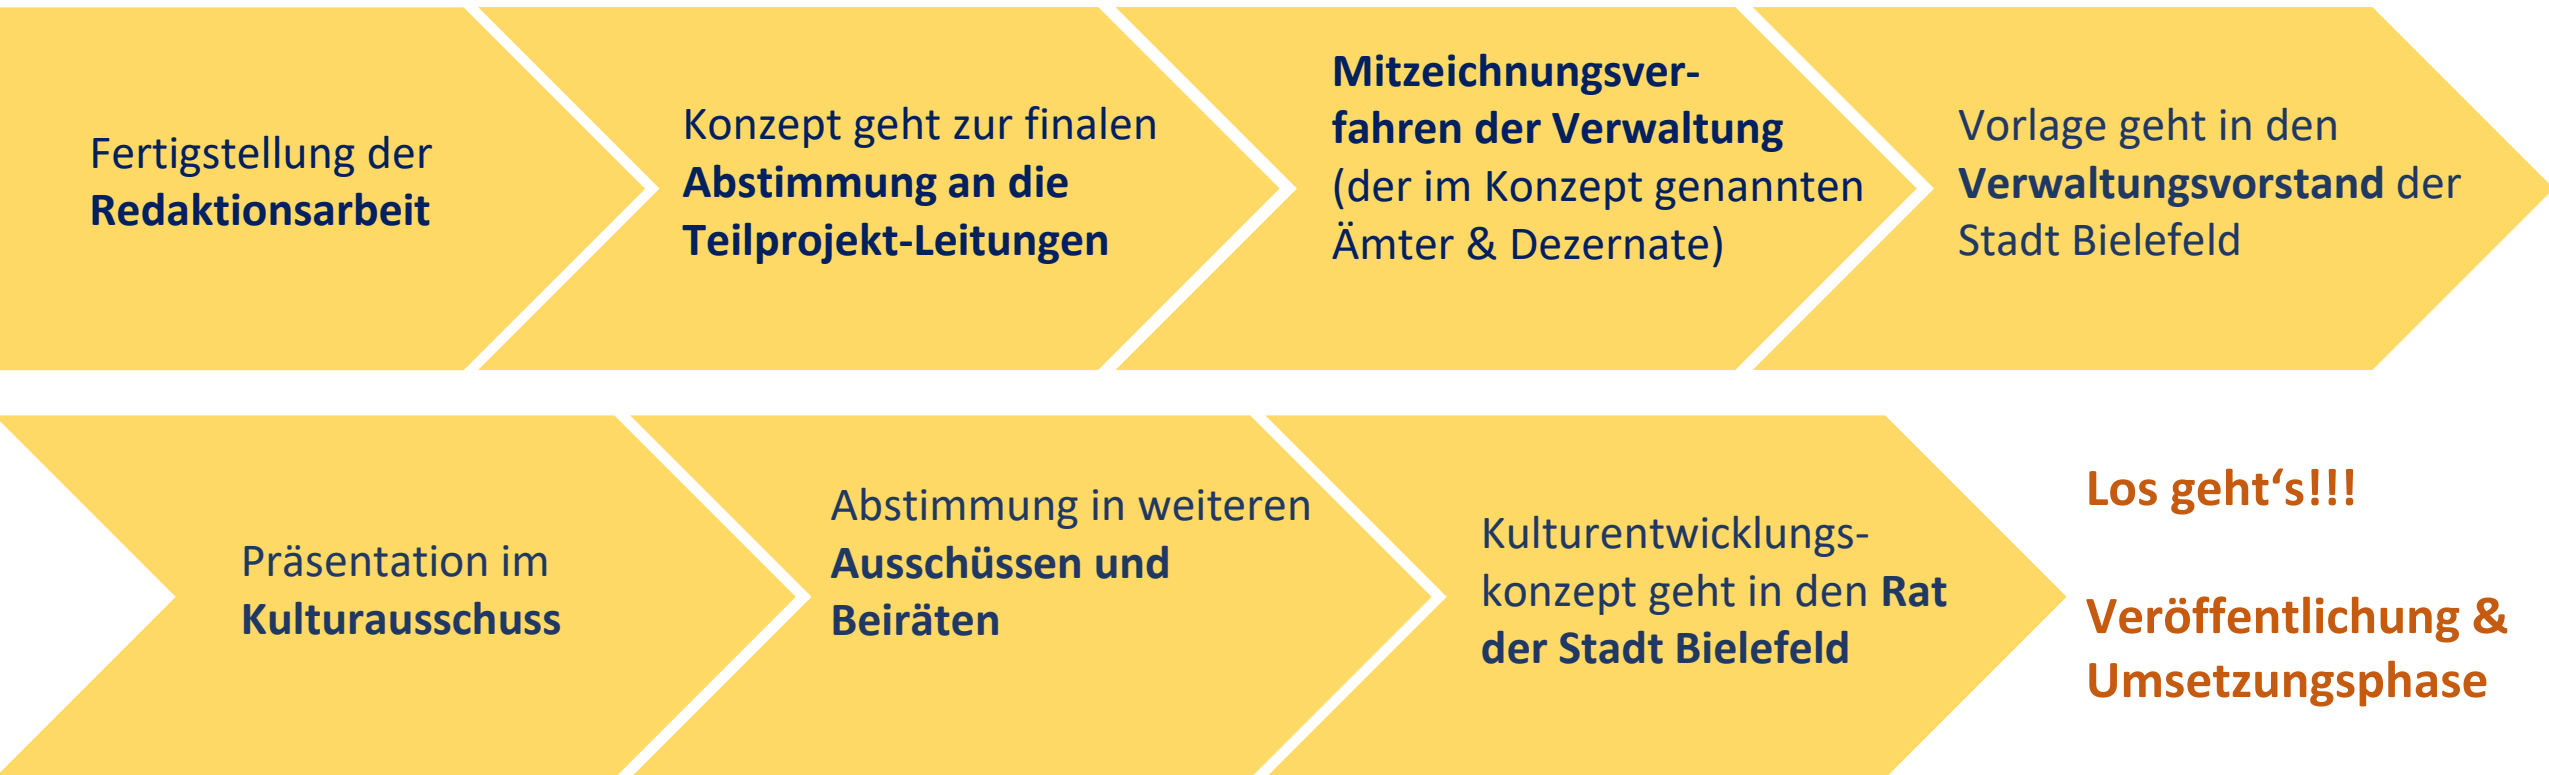 Fertigstellung der
Redaktionsarbeit
Konzept geht zur finalen
Abstimmung an die
Teilprojekt-Leitungen
Mitzeichnungsver-
fahren der Verwaltung
(der im Konzept genannten
Ämter & Dezernate)
Vorlage geht in den
Verwaltungsvorstand der
Stadt Bielefeld
Präsentation im
Kulturausschuss
Abstimmung in weiteren
Ausschüssen und
Beiräten
Kulturentwicklungs-
konzept geht in den Rat
der Stadt Bielefeld
Los geht‘s!!!
Veröffentlichung &
Umsetzungsphase